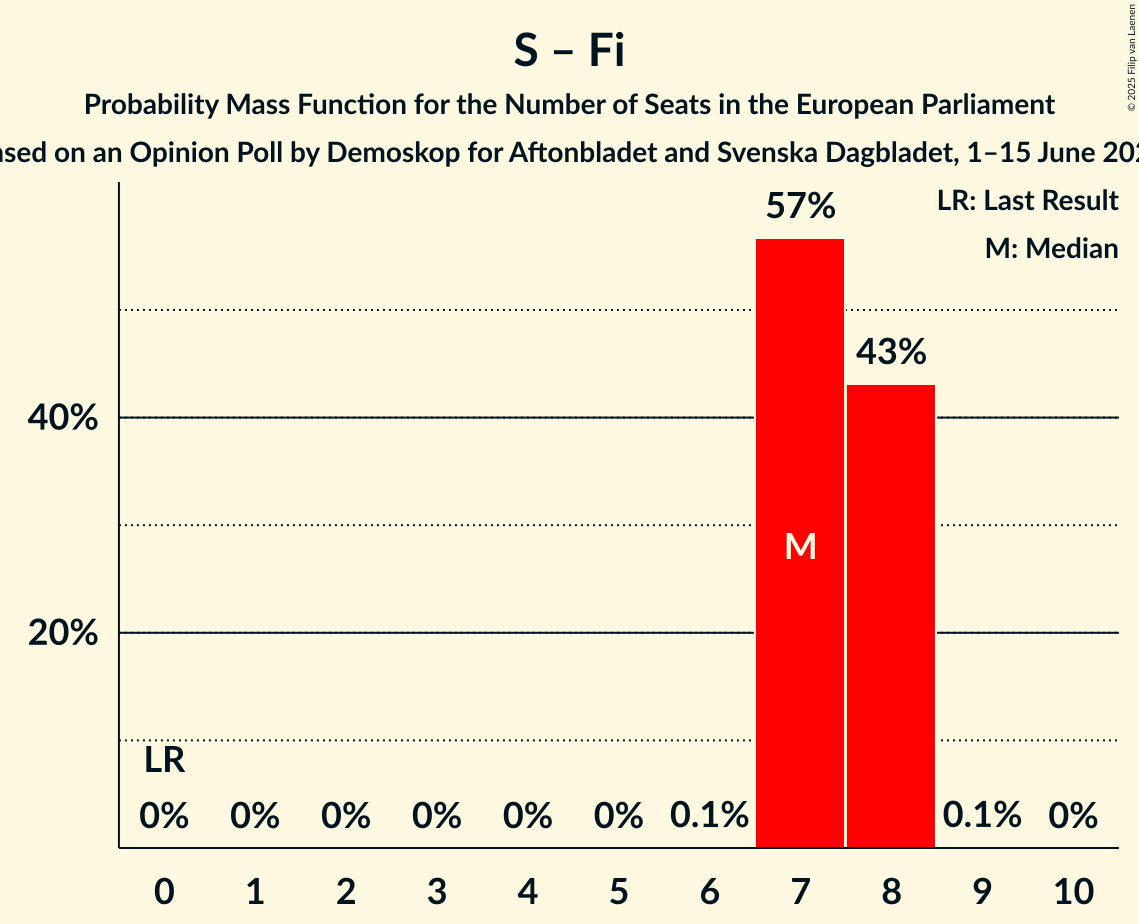 © 2025 Filip van Laenen
S – Fi
Probability Mass Function for the Number of Seats in the European Parliament
on an Opinion Poll by Demoskop for Aftonbladet and Svenska Dagbladet, 1–15 June
LR: Last Result
M: Median
57%
43%
40%
M
20%
LR
0% 0% 0% 0% 0% 0% 0.1% 0.1% 0%
0 1 2 3 4 5 6 7 8 9 10